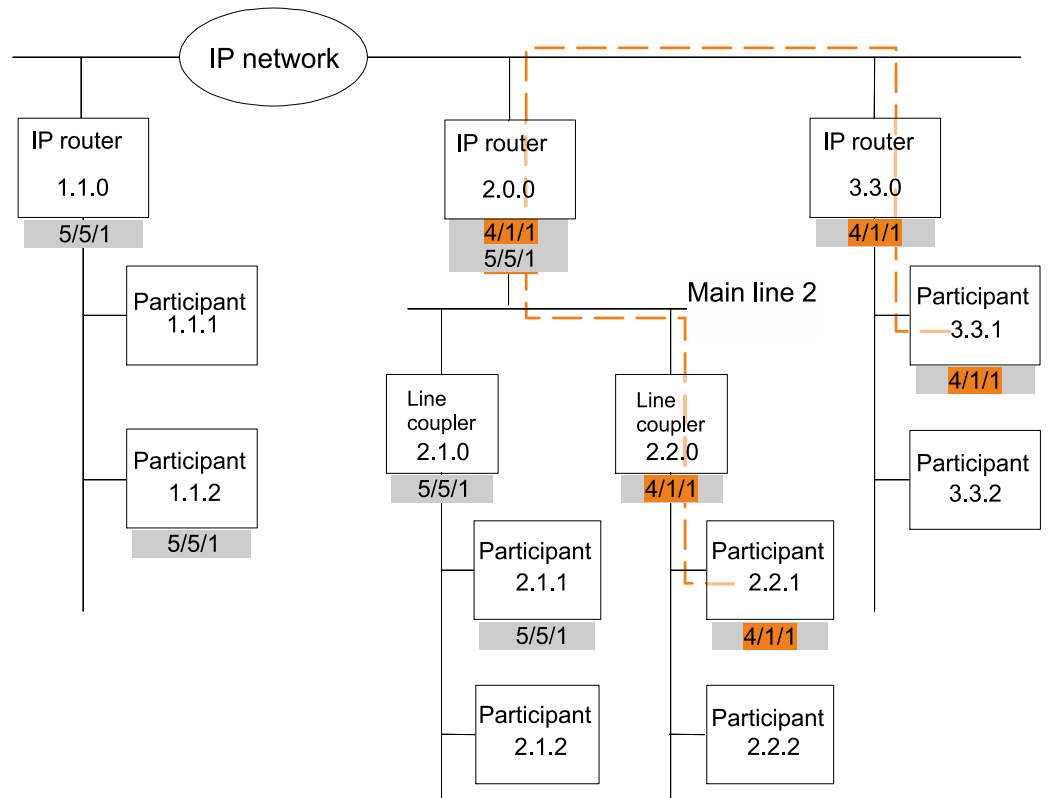 IP network
IP router
1.1.0
5/5/1
Participant
1.1.1
Participant
1.1.2
5/5/1
IP router
2.0.0
4/1/1
5/5/1
Main line 2
Line
coupler
2.1.0
5/5/1
Participant
2.1.1
5/5/1
Participant
2.1.2
Line
coupler
2.2.0
4/1/1
Participant
2.2.1
4/1/1
Participant
2.2.2
IP router
3.3.0
4/1/1
Participant
3.3.1
4/1/1
Participant
3.3.2